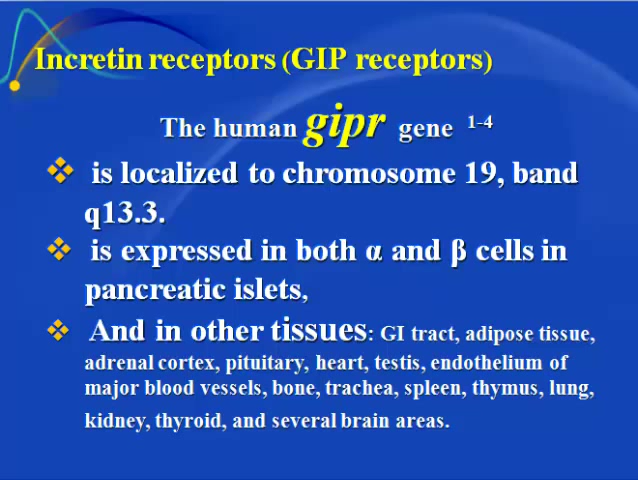 Incretin receptors (GIP receptors)
The human gipr gene 1-4
❖ is localized to chromosome 19, band
q13.3.
❖ is expressed in both α and β cells in
pancreatic islets,
❖ And in other tissues: GI tract, adipose tissue,
adrenal cortex, pituitary, heart, testis, endothelium of
major blood vessels, bone, trachea, spleen, thymus, lung,
kidney, thyroid, and several brain areas.